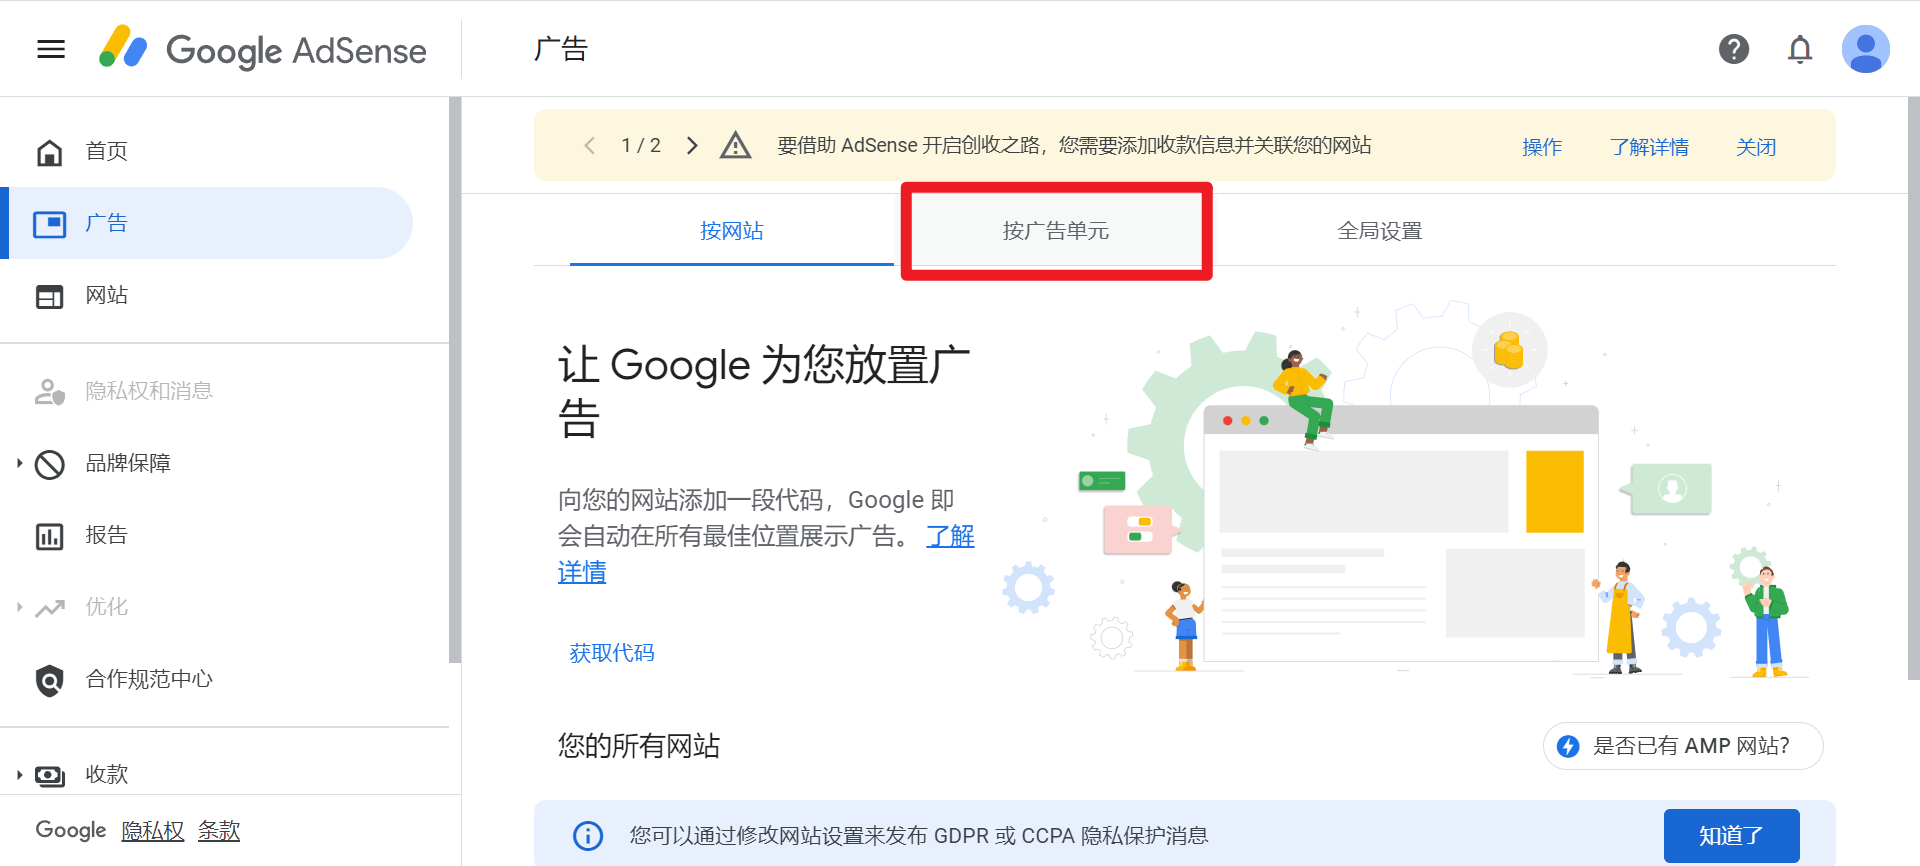 Google AdSense
广告
首页
广告
网站
隐私权和消息
品牌保障
报告
优化
合作规范中心
收款
Google 隐私权 条款
1 / 2 要借助 AdSense 开启创收之路，您需要添加收款信息并关联您的网站 操作 了解详情 关闭
按网站 按广告单元 全局设置
让 Google 为您放置广
告
向您的网站添加一段代码，Google 即
会自动在所有最佳位置展示广告。 了解
详情
获取代码
您的所有网站
是否已有 AMP 网站？
您可以通过修改网站设置来发布 GDPR 或 CCPA 隐私保护消息
知道了